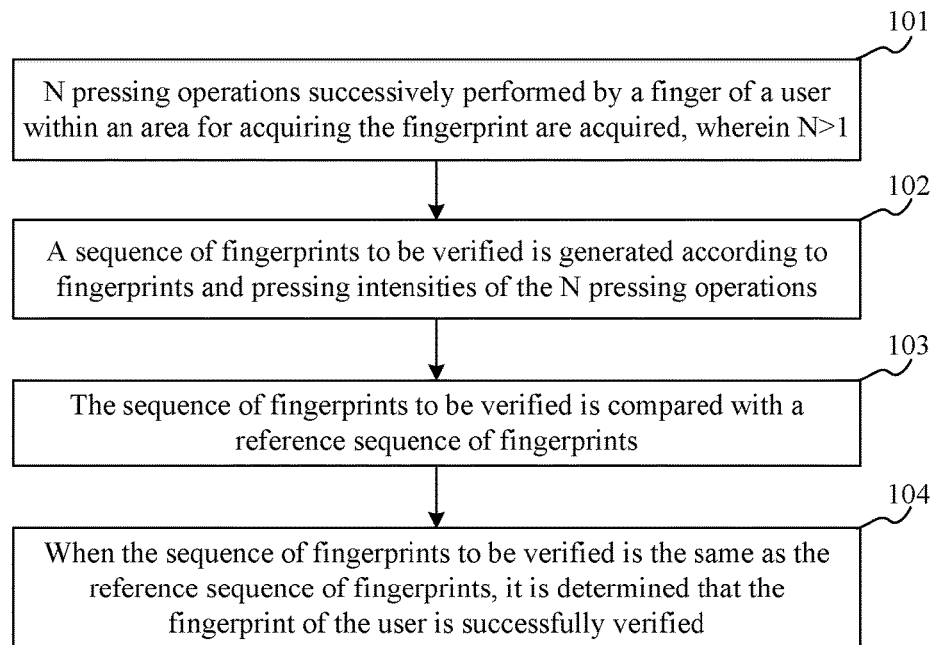 101
N pressing operations successively performed by a finger of a user
within an area for acquiring the fingerprint are acquired, wherein N>1
102
A sequence of fingerprints to be verified is generated according to
fingerprints and pressing intensities of the N pressing operations
103
The sequence of fingerprints to be verified is compared with a
reference sequence of fingerprints
104
When the sequence of fingerprints to be verified is the same as the
reference sequence of fingerprints, it is determined that the
fingerprint of the user is successfully verified